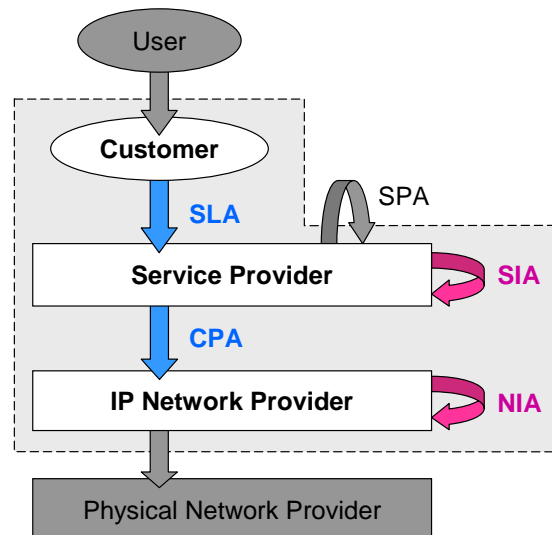 User
Customer
SLA
SPA
Service Provider
SIA
CPA
IP Network Provider
NIA
Physical Network Provider